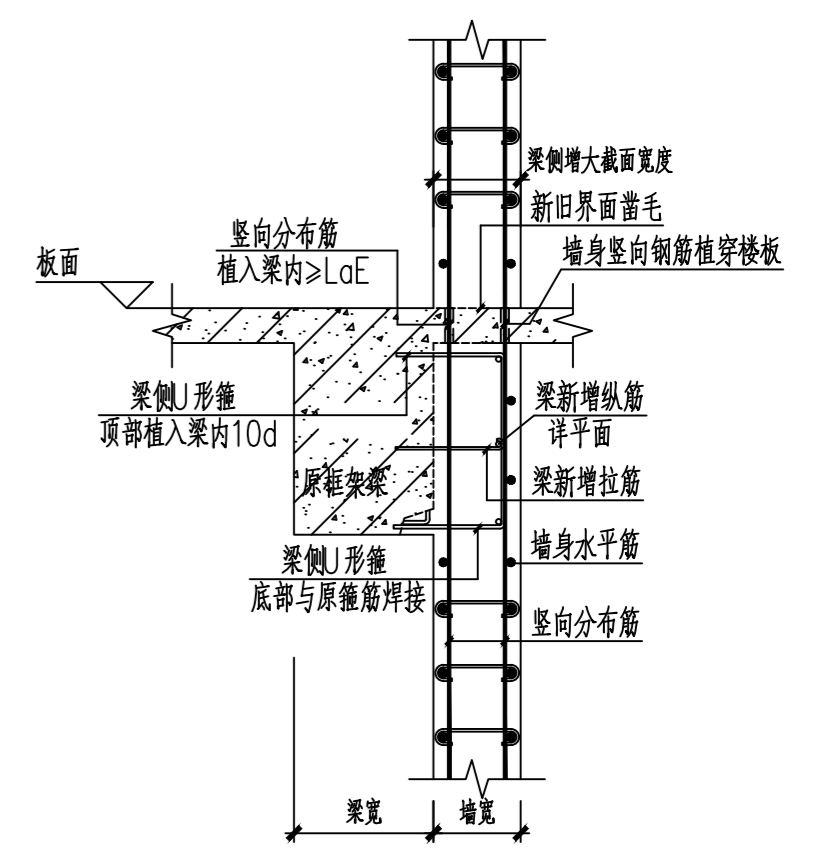 梁侧增大截面宽度
新旧界面凿毛
竖向分布筋
植入梁内≥LaE
墙身竖向钢筋植穿楼板
板面
梁侧U形箍
顶部植入梁内10d
梁新增纵筋
详平面
原框架梁
梁新增拉筋
梁侧U形箍
底部与原箍筋焊接
墙身水平筋
竖向分布筋
梁宽
墙宽